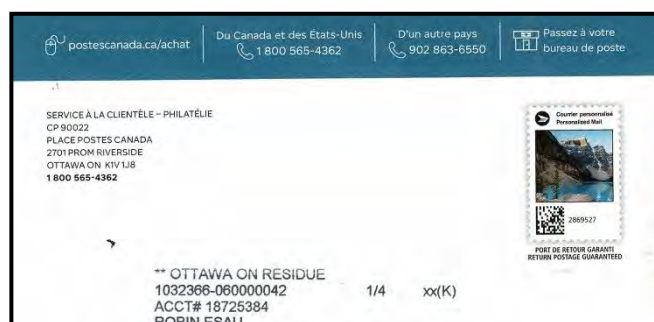 postescanada.ca/achat
Du Canada et des États-Unis
1 800 565-4362
D'un autre pays
902 863-6550
Passez à votre
bureau de poste
SERVICE À LA CLIENTÈLE – PHILATÉLIE
CP 90022
PLACE POSTES CANADA
2701 PROM RIVERSIDE
OTTAWA ON K1V 1J8
1 800 565-4362
Courrier personnalisé
Personalized Mail
2869527
PORT DE RETOUR GARANTI
RETURN POSTAGE GUARANTEED
** OTTAWA ON RESIDUE
1032366-060000042 1/4 xx(K)
ACCT# 18725384
ROBIN ESAU